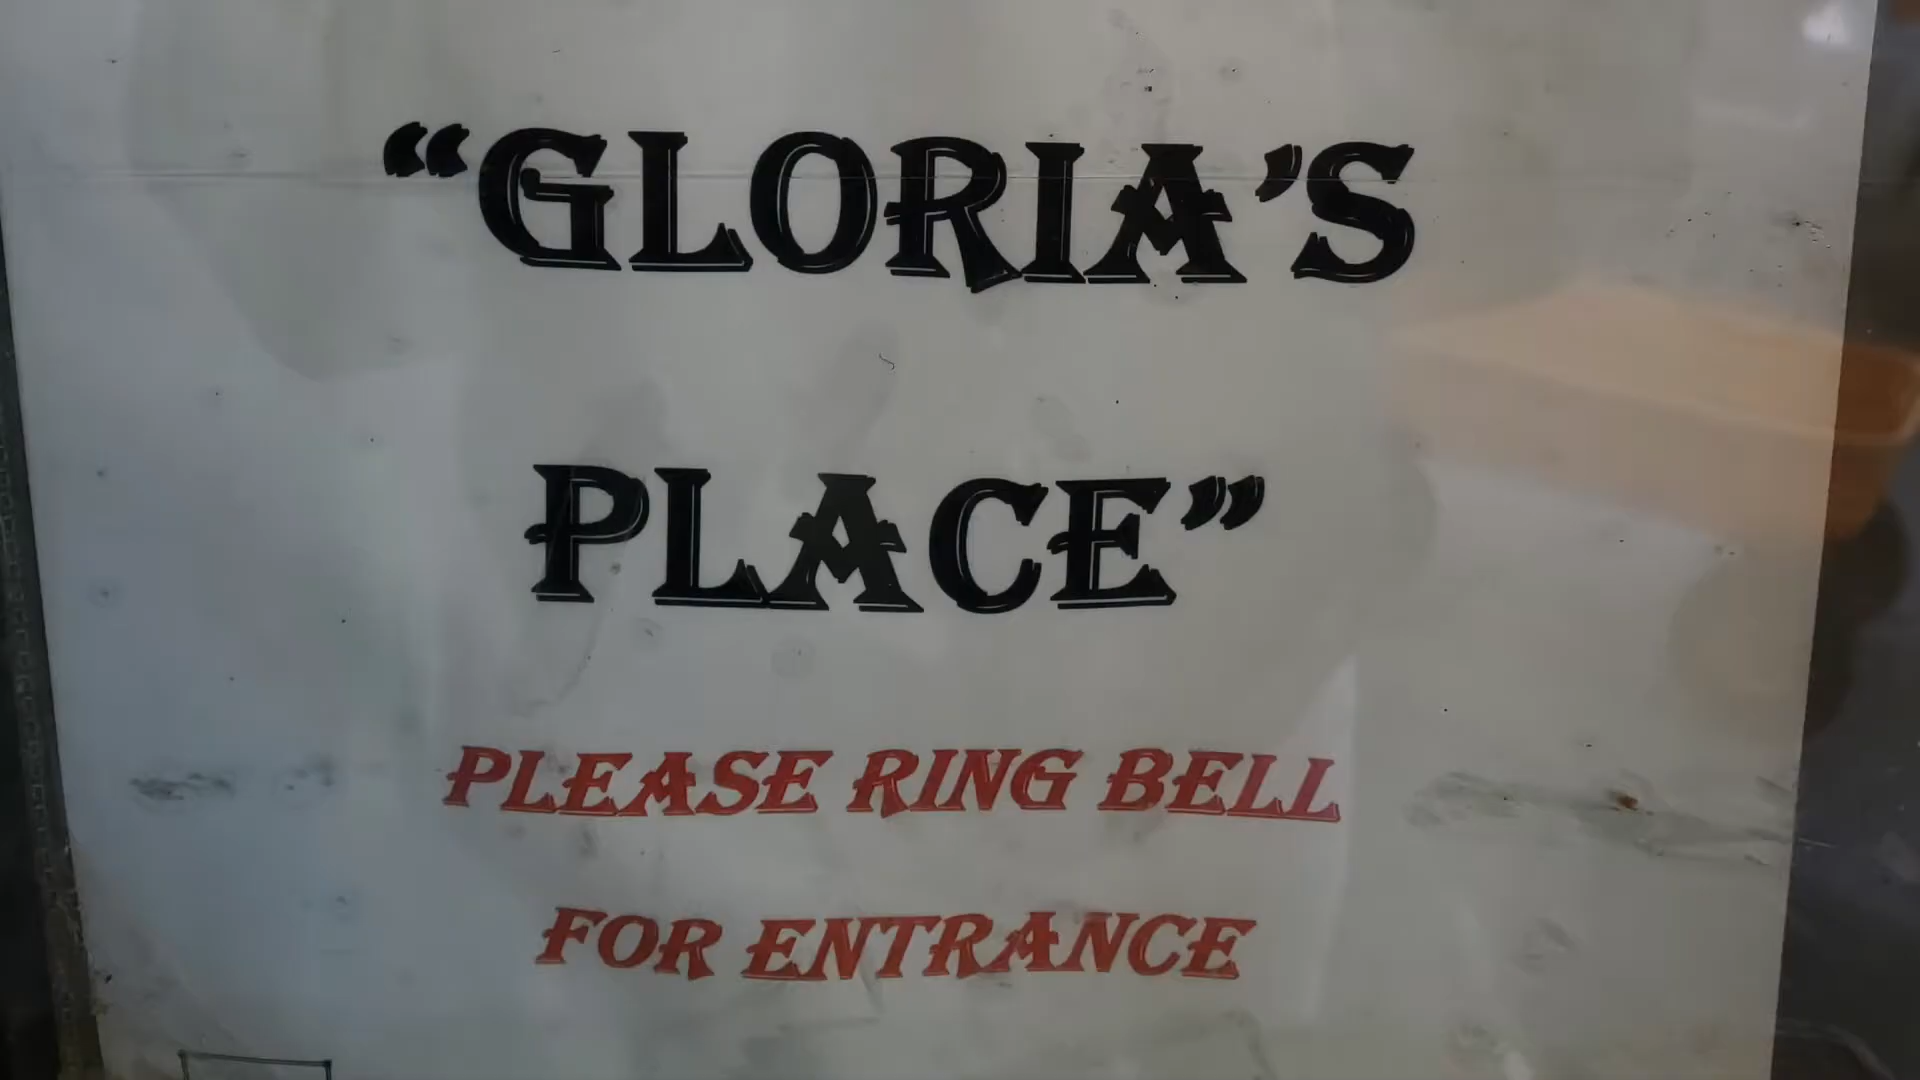 “GLORIA’S
PLACE”
PLEASE RING BELL
FOR ENTRANCE